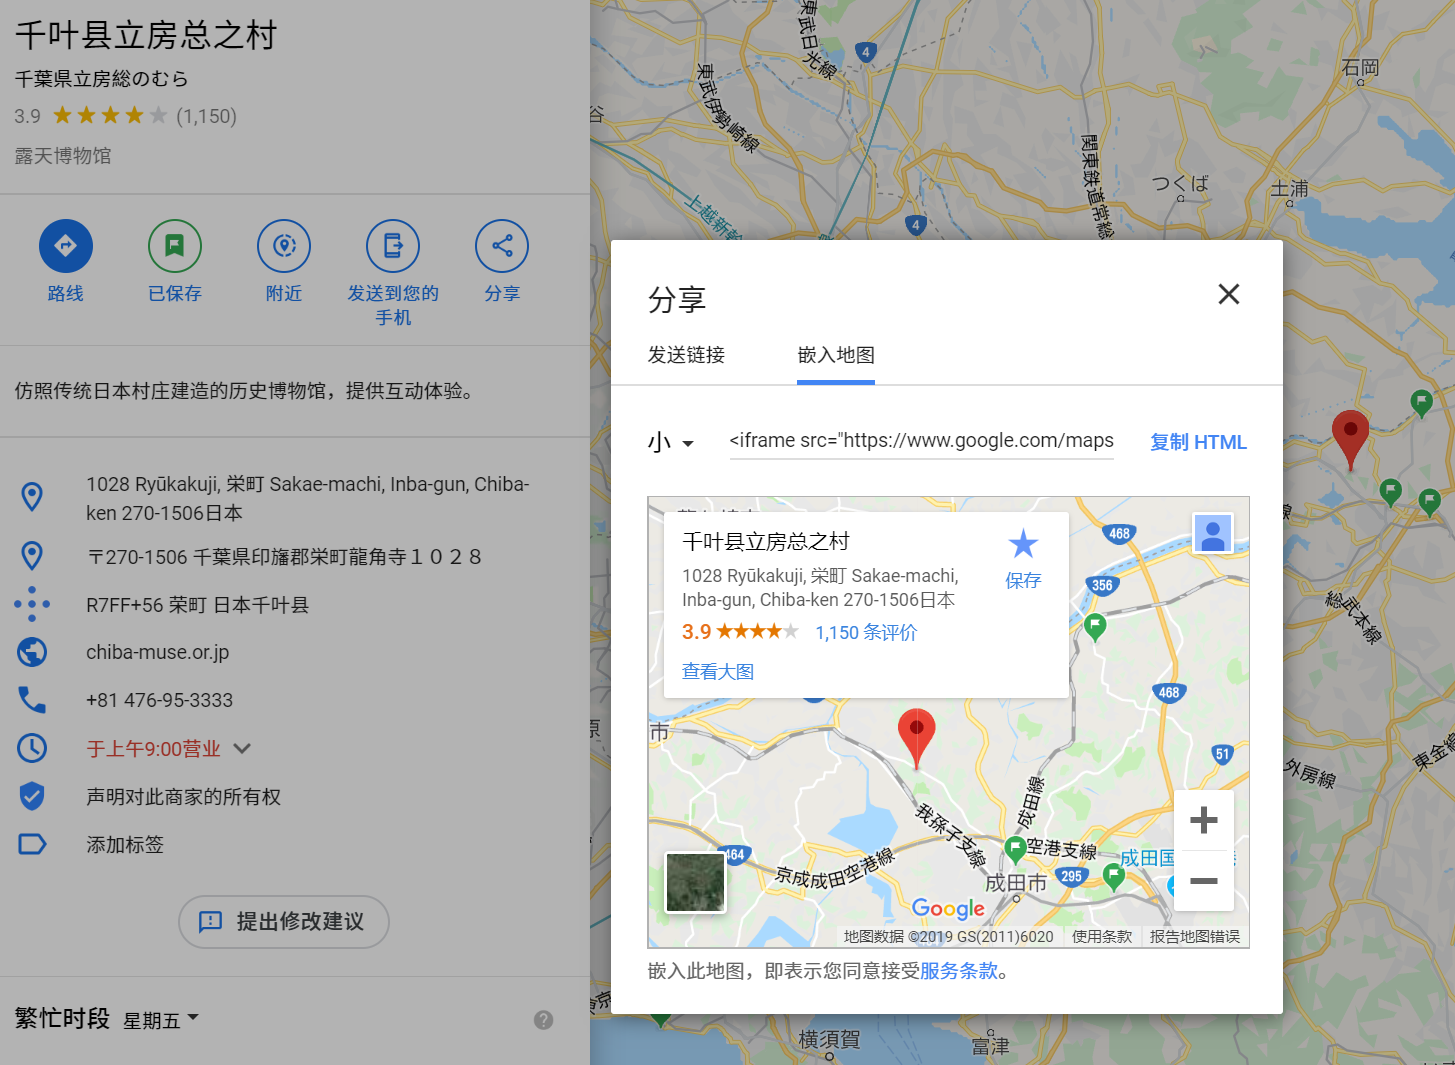 千叶县立房总之村
千葉県立房総のむら
3.9 (1,150)
露天博物馆
路线
已保存
附近
发送到您的
手机
分享
仿照传统日本村庄建造的历史博物馆，提供互动体验。
1028 Ryūkakuji, 栄町 Sakae-machi, Inba-gun, Chiba-
ken 270-1506日本
〒270-1506 千葉県印旛郡栄町龍角寺１０２８
R7FF+56 荣町 日本千叶县
chiba-muse.or.jp
+81 476-95-3333
于上午9:00营业
声明对此商家的所有权
添加标签
提出修改建议
繁忙时段 星期五
東武日光線
4
東武伊勢崎線
谷
石岡
関東鉄道常総
つくば
土浦
上越新幹
4
分享
发送链接
嵌入地图
小
<iframe src="https://www.google.com/maps
复制 HTML
千叶县立房总之村
1028 Ryūkakuji, 栄町 Sakae-machi,
Inba-gun, Chiba-ken 270-1506日本
3.9
1,150 条评价
查看大图
保存
468
356
468
51
市
成田線
我孫子支線
空港支線
464
京成成田空港線
成田市
295
成田国
Google
地图数据 ©2019 GS(2011)6020
使用条款
报告地图错误
嵌入此地图，即表示您同意接受服务条款。
総武本線
外房線
東金線
原
横須賀
富津